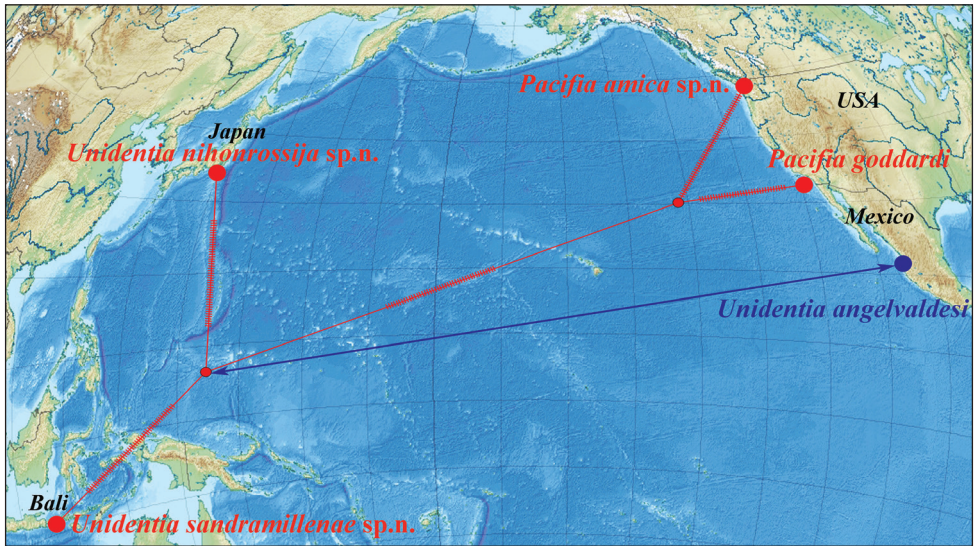 Pacifia amica sp.n.
USA
Japan
Unidentia nihonrossija sp.n.
Pacifia goddardi
Mexico
Unidentia angelvaldesi
Bali
Unidentia sandramillenae sp.n.